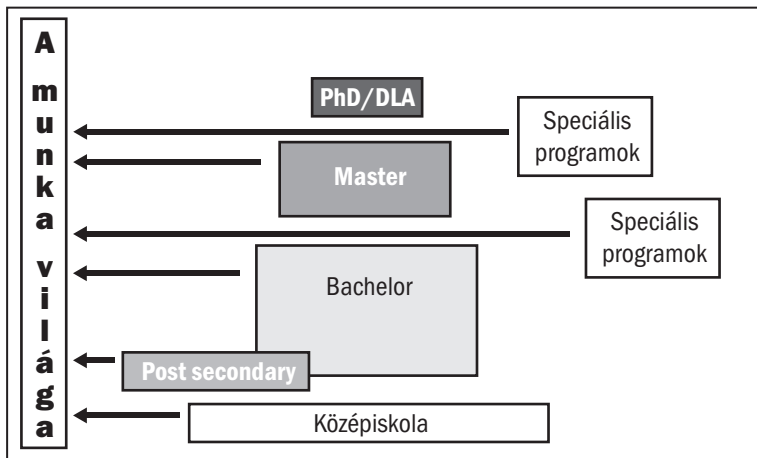 A munka világa
PhD/DLA
Speciális
programok
Master
Speciális
programok
Bachelor
Post secondary
Középiskola